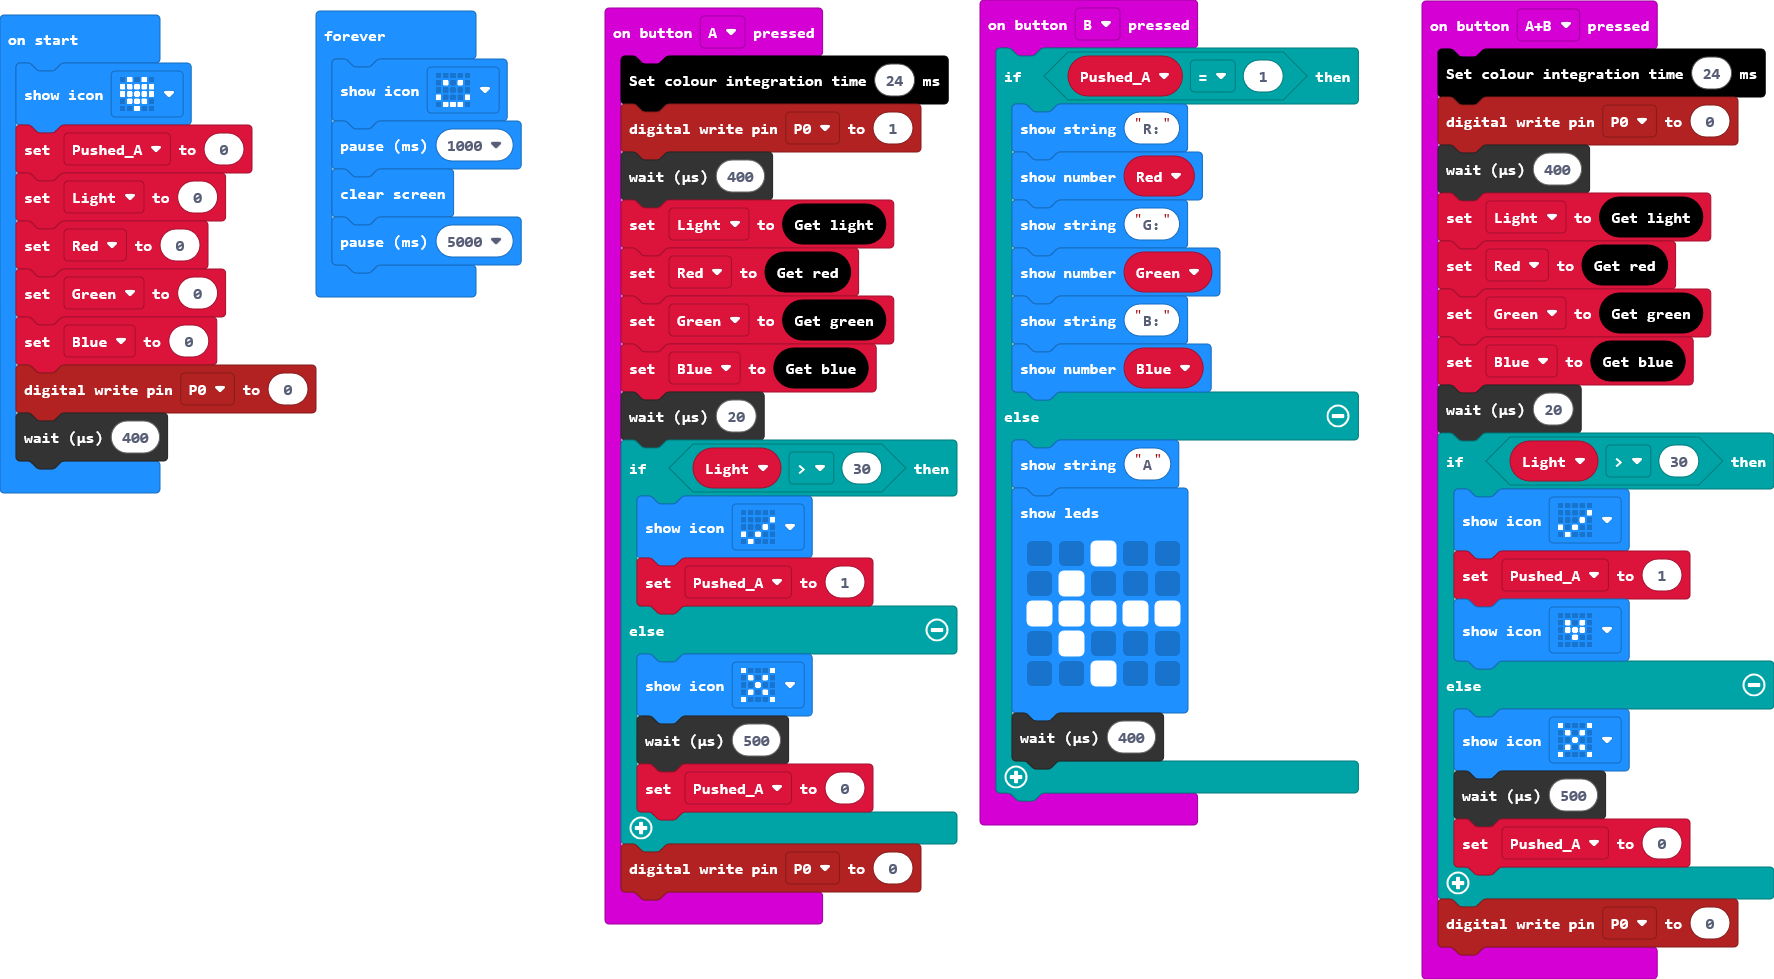 on start
show icon
set Pushed_A to 0
set Light to 0
set Red to 0
set Green to 0
set Blue to 0
digital write pin P0 to 0
wait (µs) 400
forever
show icon
pause (ms) 1000
clear screen
pause (ms) 5000
on button A pressed
Set colour integration time 24 ms
digital write pin P0 to 1
wait (µs) 400
set Light to Get light
set Red to Get red
set Green to Get green
set Blue to Get blue
wait (µs) 20
if Light > 30 then
show icon
set Pushed_A to 1
else
show icon
wait (µs) 500
set Pushed_A to 0
digital write pin P0 to 0
on button B pressed
if Pushed_A = 1 then
show string "R:"
show number Red
show string "G:"
show number Green
show string "B:"
show number Blue
else
show string "A"
show leds
wait (µs) 400
on button A+B pressed
Set colour integration time 24 ms
digital write pin P0 to 0
wait (µs) 400
set Light to Get light
set Red to Get red
set Green to Get green
set Blue to Get blue
wait (µs) 20
if Light > 30 then
show icon
set Pushed_A to 1
show icon
else
show icon
wait (µs) 500
set Pushed_A to 0
digital write pin P0 to 0